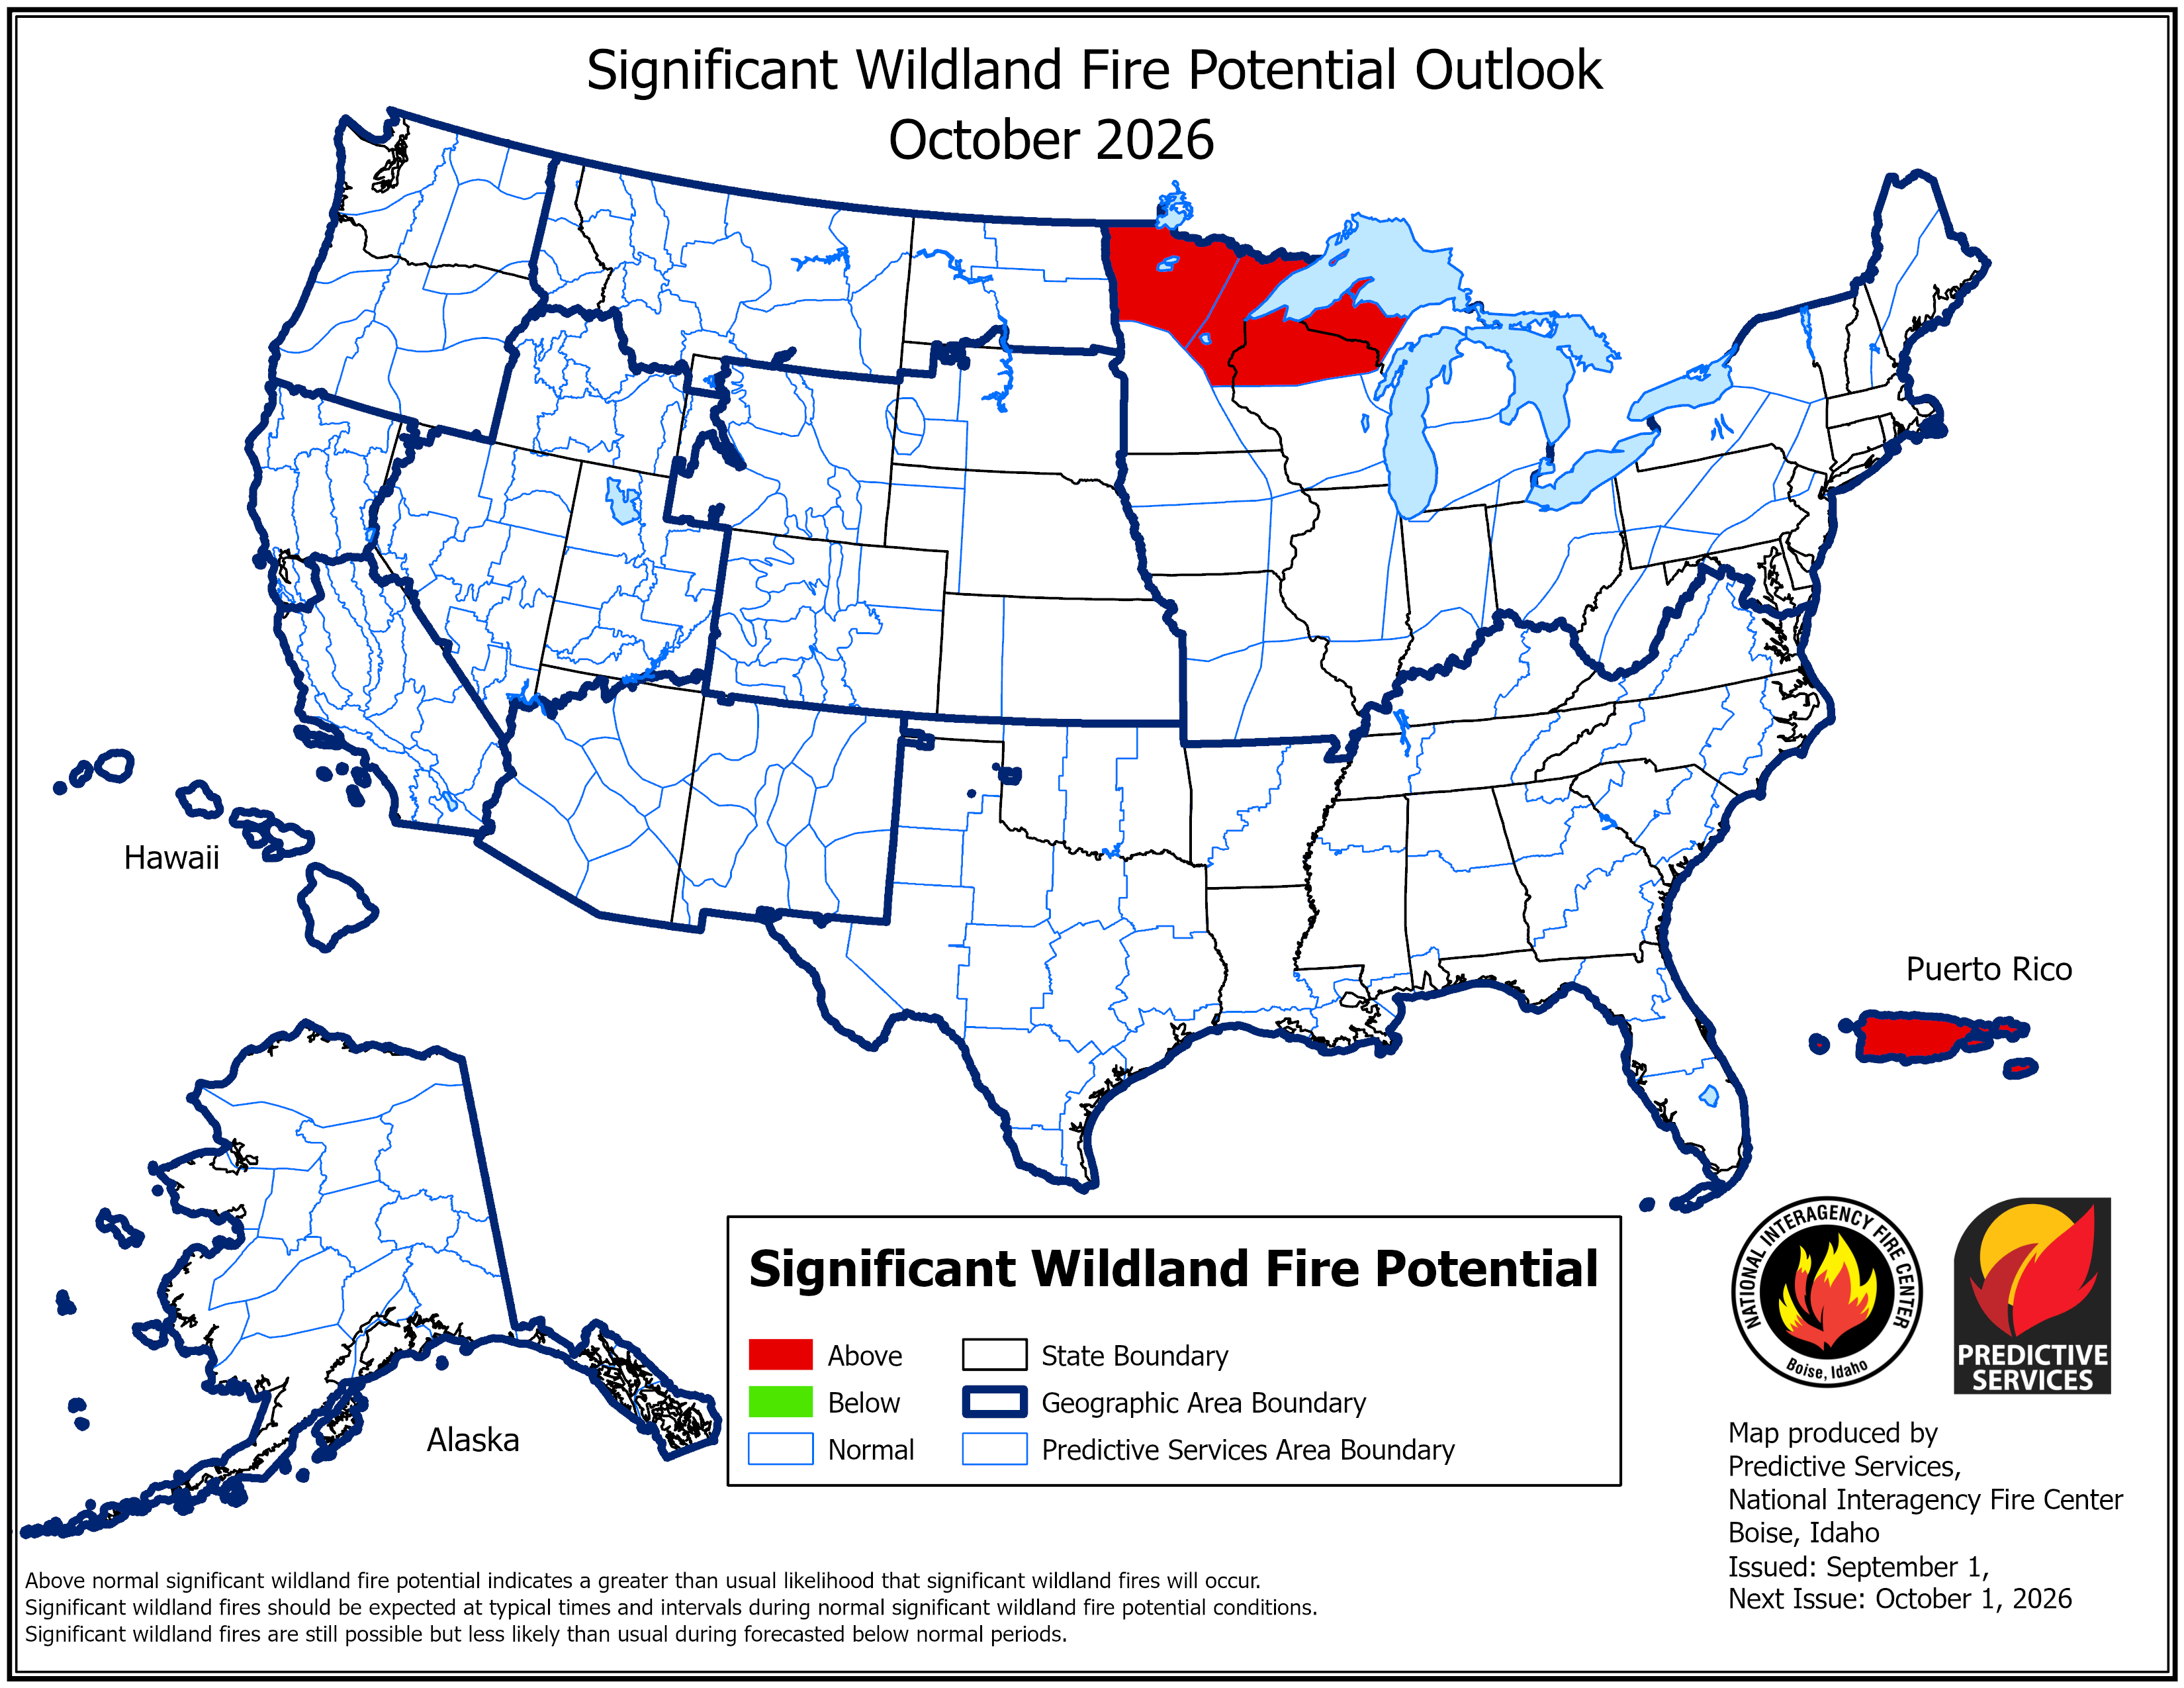 Significant Wildland Fire Potential Outlook
October 2026
Hawaii
Puerto Rico
Alaska
Significant Wildland Fire Potential
Above
State Boundary
Below
Geographic Area Boundary
Normal
Predictive Services Area Boundary
NATIONAL INTERAGENCY FIRE CENTER
Boise, Idaho
PREDICTIVE
SERVICES
Map produced by
Predictive Services,
National Interagency Fire Center
Boise, Idaho
Issued: September 1,
Next Issue: October 1, 2026
Above normal significant wildland fire potential indicates a greater than usual likelihood that significant wildland fires will occur.
Significant wildland fires should be expected at typical times and intervals during normal significant wildland fire potential conditions.
Significant wildland fires are still possible but less likely than usual during forecasted below normal periods.